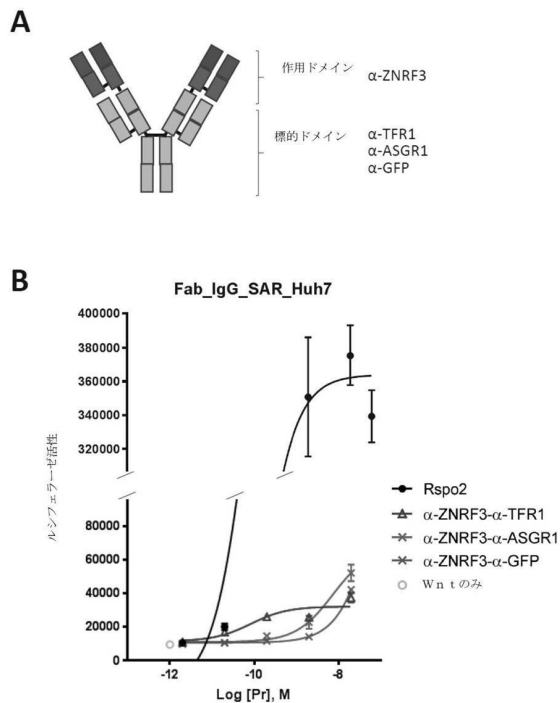 A
作用ドメイン
α-ZNRF3
標的ドメイン
α-TFR1
α-ASGR1
α-GFP
B
Fab_IgG_SAR_Huh7
400000
380000
360000
340000
320000
80000
60000
40000
20000
0
ルシフェラーゼ活性
-12
-10
-8
Log [Pr], M
Rspo2
α-ZNRF3-α-TFR1
α-ZNRF3-α-ASGR1
α-ZNRF3-α-GFP
Wntのみ